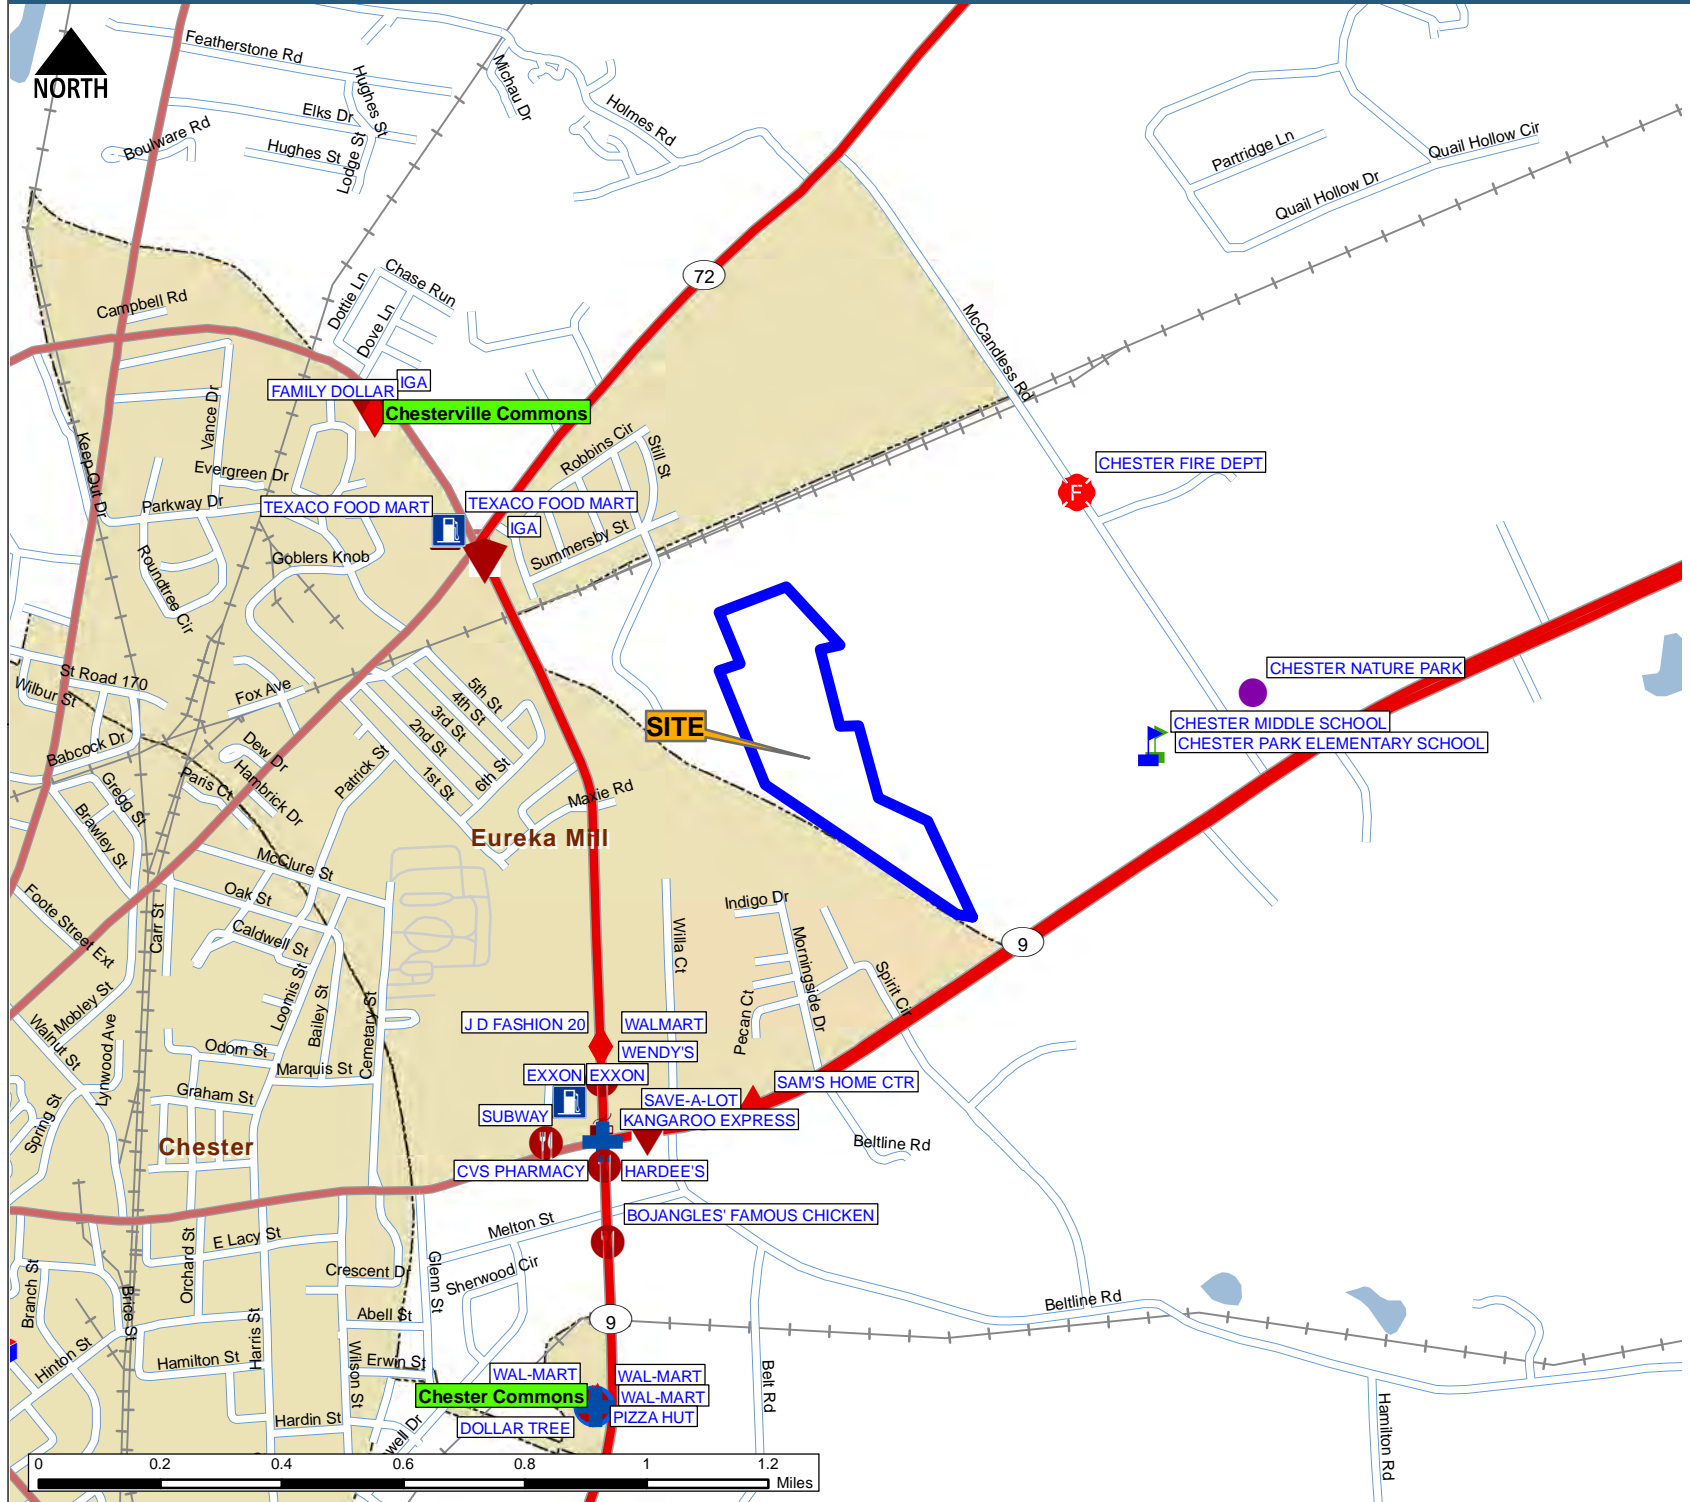 NORTH
Featherstone Rd
Hughes St
Elks Dr
Boulware Rd
Hughes St
Lodge St
Michau Dr
Holmes Rd
Partridge Ln
Quail Hollow Cir
Quail Hollow Dr
72
Campbell Rd
Dottie Ln
Chase Run
Dove Ln
McCandless Rd
FAMILY DOLLAR
IGA
Chesterville Commons
Vance Dr
Keep Out Dr
Evergreen Dr
Parkway Dr
Robbins Cir
Still St
CHESTER FIRE DEPT
F
TEXACO FOOD MART
TEXACO FOOD MART
IGA
Summersby St
Goblers Knob
Roundtree Cir
St Road 170
Wilbur St
Fox Ave
5th St
4th St
3rd St
2nd St
1st St
6th St
CHESTER NATURE PARK
CHESTER MIDDLE SCHOOL
CHESTER PARK ELEMENTARY SCHOOL
SITE
Babcock Dr
Dew Dr
Hambrick Dr
Paris Ct
Patrick St
Gregg St
Brawley St
Maxie Rd
Eureka Mill
McClure St
Oak St
Caldwell St
Foote Street Ext
Carr St
Indigo Dr
Willa Ct
Morningside Dr
Spirit Cir
Pecan Ct
9
Loomis St
Bailey St
Cemetary St
Mobley St
Walnut St
Lynwood Ave
Odom St
Marquis St
Graham St
Spring St
J D FASHION 20
WALMART
WENDY'S
EXXON
EXXON
SAM'S HOME CTR
SAVE-A-LOT
SUBWAY
KANGAROO EXPRESS
Chester
Beltline Rd
CVS PHARMACY
HARDEE'S
BOJANGLES' FAMOUS CHICKEN
Melton St
E Lacy St
Orchard St
Crescent Dr
Glenn St
Sherwood Cir
Branch St
Brice St
Abell St
Harris St
9
Beltline Rd
Hinton St
Hamilton St
Wilson St
Erwin St
WAL-MART
WAL-MART
Chester Commons
WAL-MART
PIZZA HUT
DOLLAR TREE
Belt Rd
Hamilton Rd
Hardin St
well Dr
0 0.2 0.4 0.6 0.8 1 1.2
Miles